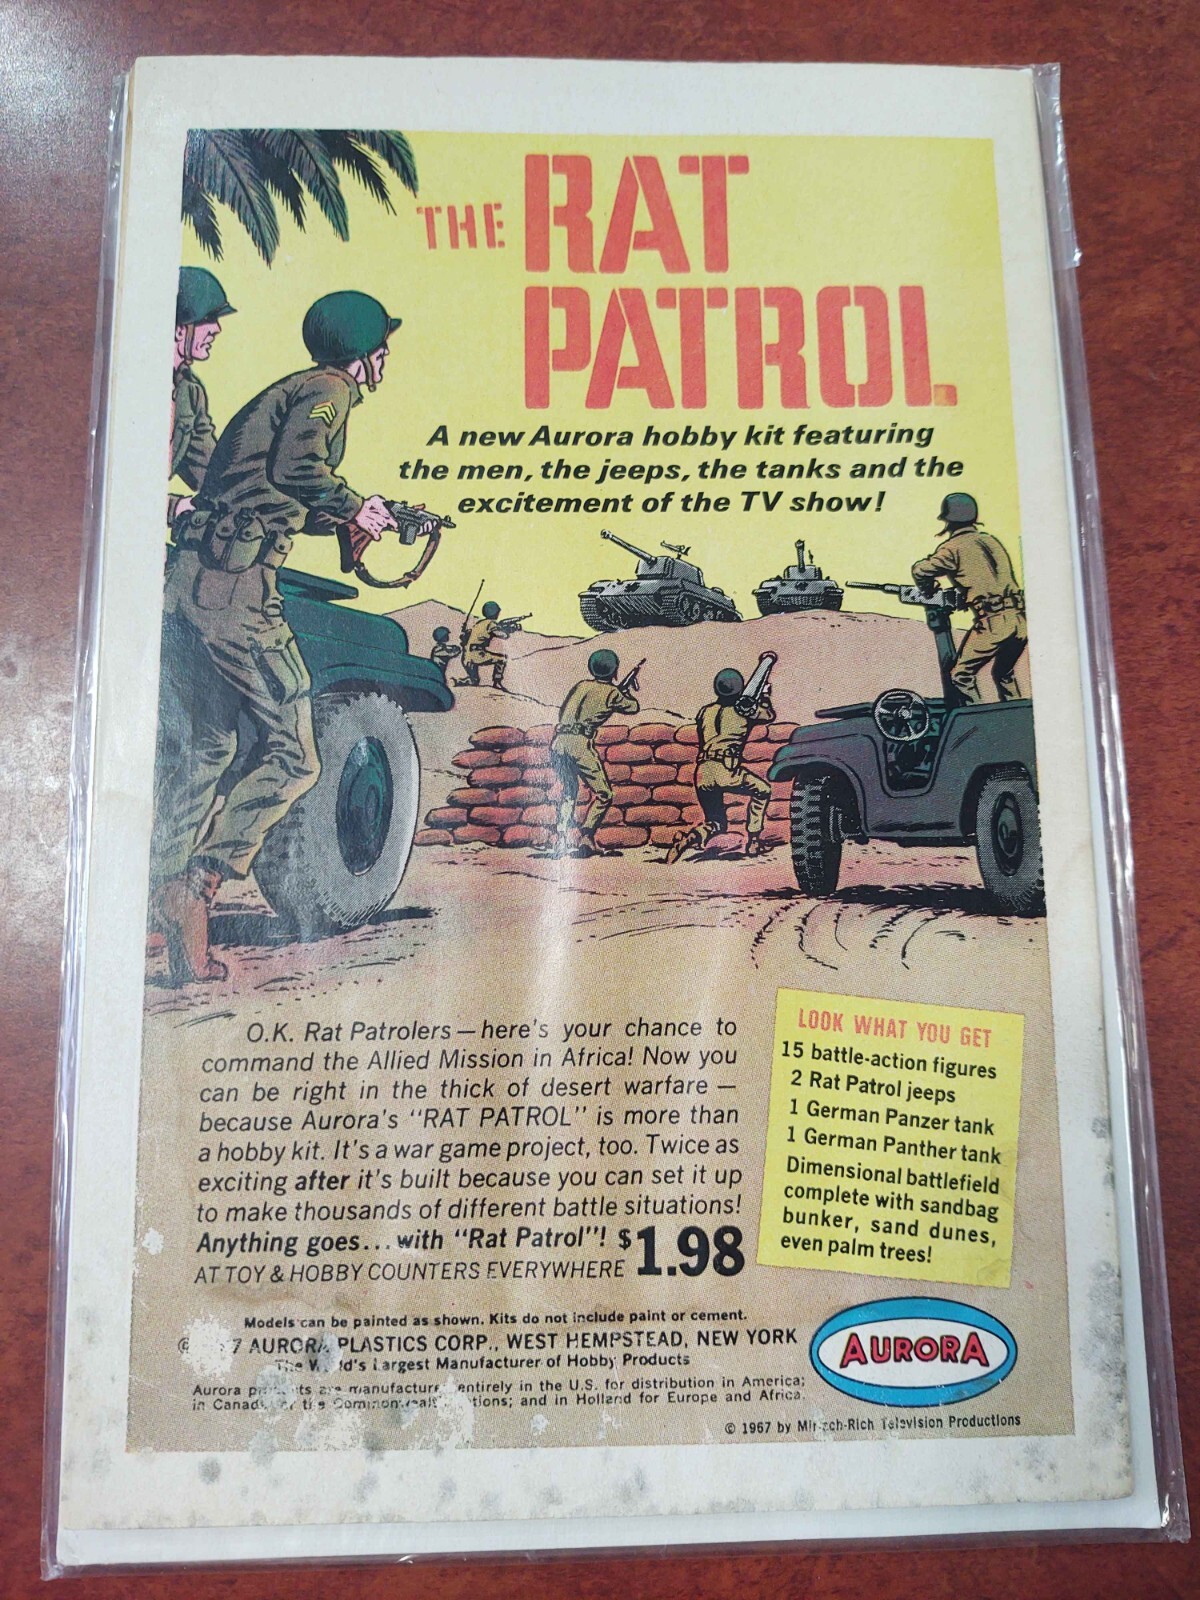 THE RAT
PATROL
A new Aurora hobby kit featuring
the men, the jeeps, the tanks and the
excitement of the TV show!
O.K. Rat Patrolers — here's your chance to
command the Allied Mission in Africa! Now you
can be right in the thick of desert warfare —
because Aurora's "RAT PATROL" is more than
a hobby kit. It's a war game project, too. Twice as
exciting after it's built because you can set it up
to make thousands of different battle situations!
Anything goes... with "Rat Patrol"! $1.98
AT TOY & HOBBY COUNTERS EVERYWHERE
LOOK WHAT YOU GET
15 battle-action figures
2 Rat Patrol jeeps
1 German Panzer tank
1 German Panther tank
Dimensional battlefield
complete with sandbag
bunker, sand dunes,
even palm trees!
Models can be painted as shown. Kits do not include paint or cement.
© 7 AURORA PLASTICS CORP., WEST HEMPSTEAD, NEW YORK
The Largest Manufacturer of Hobby Products
Aurora are entirely in the U.S. for distribution in America;
in and in Holland for Europe and Africa.
AURORA
© 1967 by Television Productions